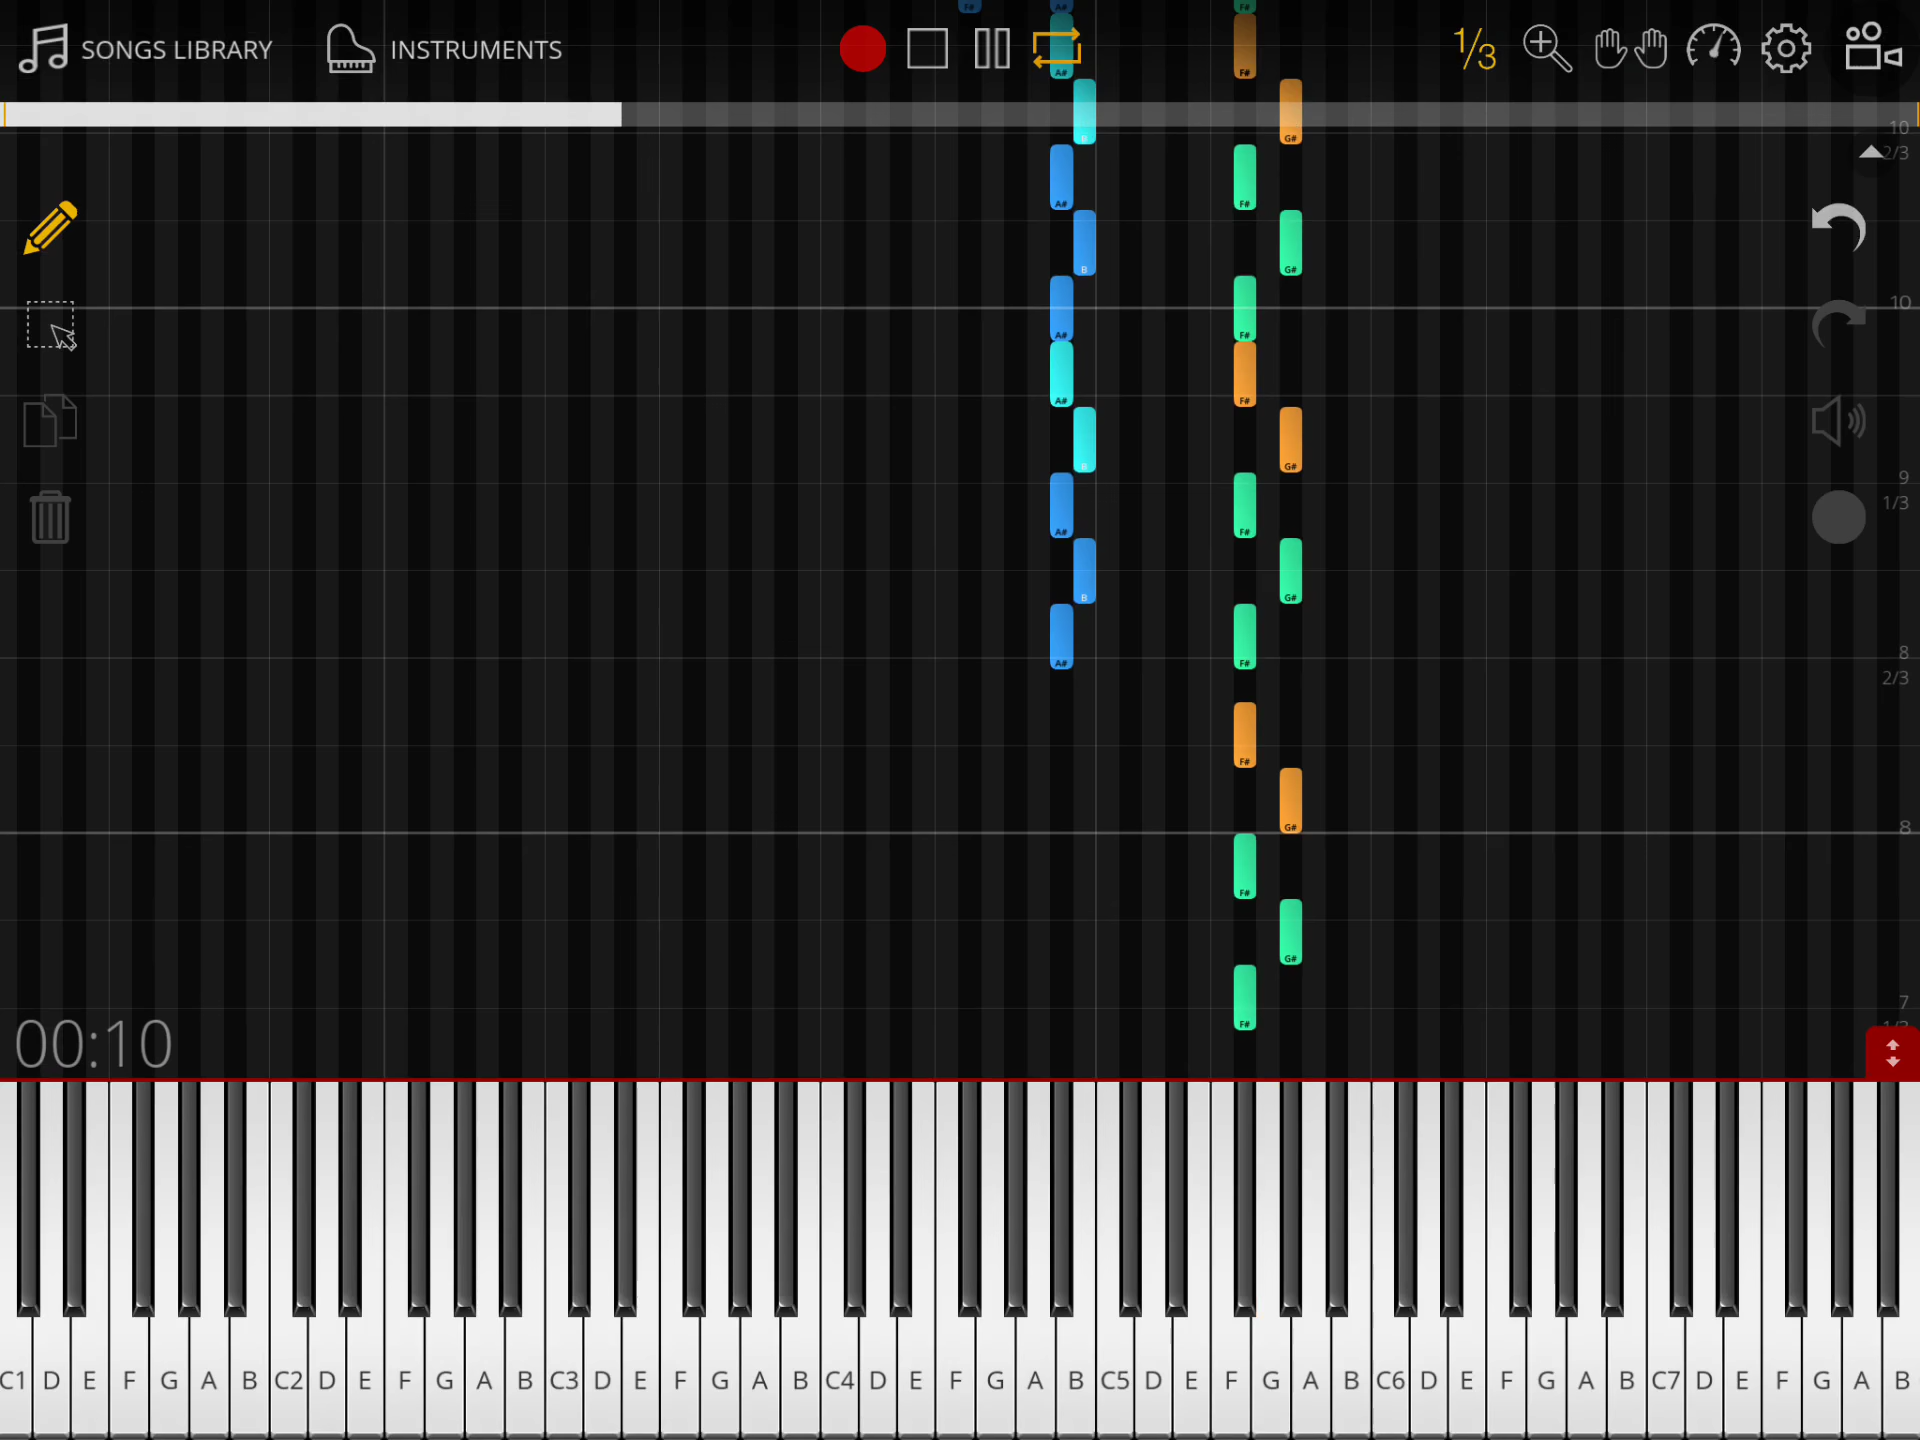 F# A# F#
SONGS LIBRARY INSTRUMENTS 1/3
A# F#
B G#
10
2/3
A# F#
B G#
10
A# F#
A# F#
B G#
9
1/3
A# F#
B G#
8
2/3
A# F#
F#
8
G#
F#
G#
7
F#
00:10
C1 D E F G A B C2 D E F G A B C3 D E F G A B C4 D E F G A B C5 D E F G A B C6 D E F G A B C7 D E F G A B